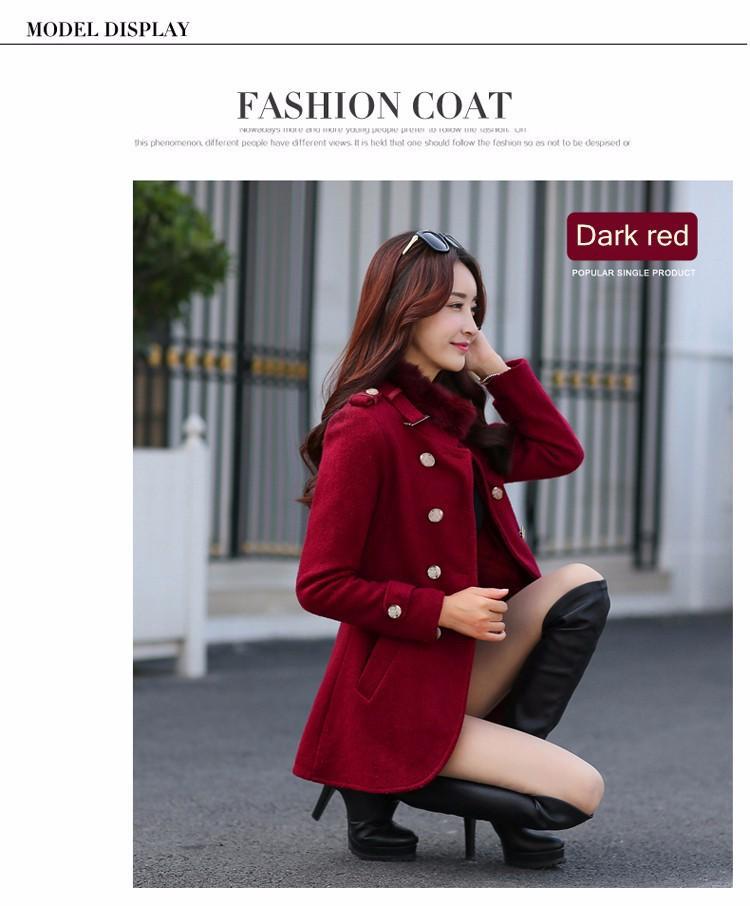 MODEL DISPLAY
FASHION COAT
Nowadays more and more young people prefer to follow the fashion. On
this phenomenon, different people have different views. It is held that one should follow the fashion so as not to be despised or
Dark red
POPULAR SINGLE PRODUCT